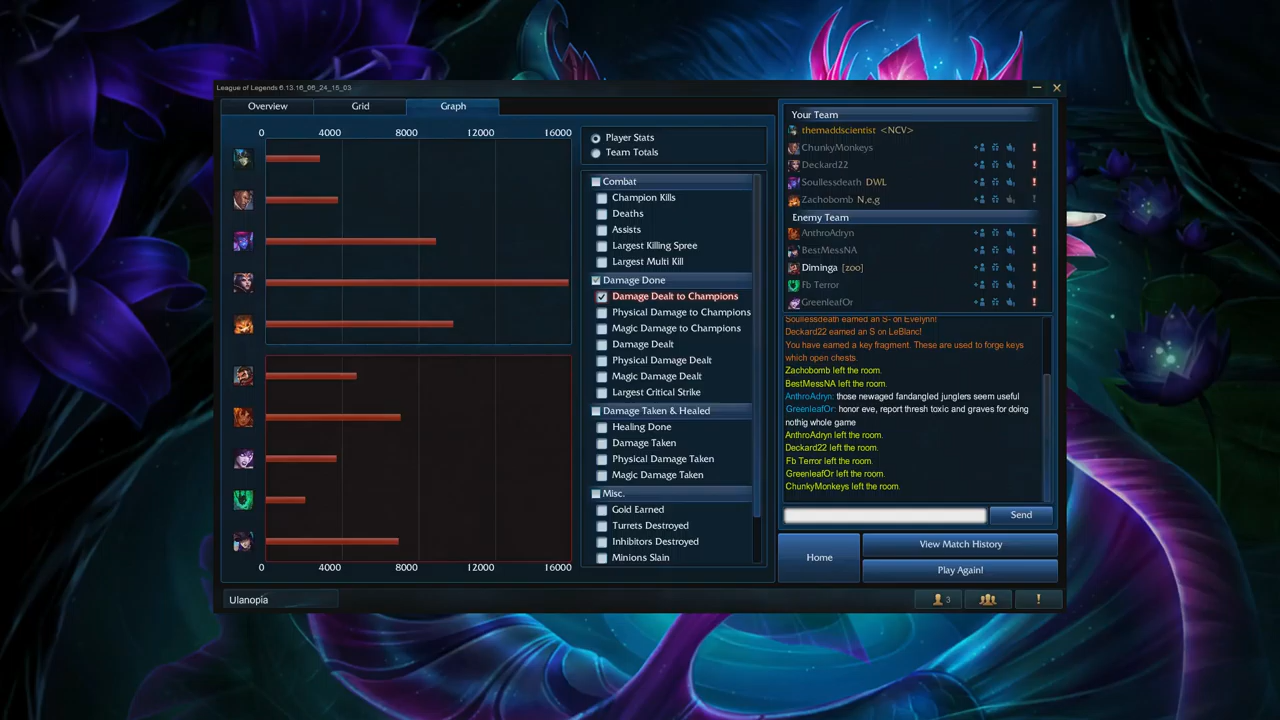 League of Legends 6.13.16_06_24_15_03
Overview
Grid
Graph
0 4000 8000 12000 16000
0 4000 8000 12000 16000
Player Stats
Team Totals
Combat
Champion Kills
Deaths
Assists
Largest Killing Spree
Largest Multi Kill
Damage Done
Damage Dealt to Champions
Physical Damage to Champions
Magic Damage to Champions
Damage Dealt
Physical Damage Dealt
Magic Damage Dealt
Largest Critical Strike
Damage Taken & Healed
Healing Done
Damage Taken
Physical Damage Taken
Magic Damage Taken
Misc.
Gold Earned
Turrets Destroyed
Inhibitors Destroyed
Minions Slain
Your Team
themaddscientist <NCV>
ChunkyMonkeys
Deckard22
Soullessdeath DWL
Zachobomb N,e,g
Enemy Team
AnthroAdryn
BestMessNA
Diminga [zoo]
Fb Terror
GreenleafOr
Soullessdeath earned an S- on Evelynn!
Deckard22 earned an S on LeBlanc!
You have earned a key fragment. These are used to forge keys
which open chests.
Zachobomb left the room.
BestMessNA left the room.
AnthroAdryn: those newaged fandangled junglers seem useful
GreenleafOr: honor eve, report thresh toxic and graves for doing
nothig whole game
AnthroAdryn left the room.
Deckard22 left the room.
Fb Terror left the room.
GreenleafOr left the room.
ChunkyMonkeys left the room.
Send
Home
View Match History
Play Again!
Ulanopia
3